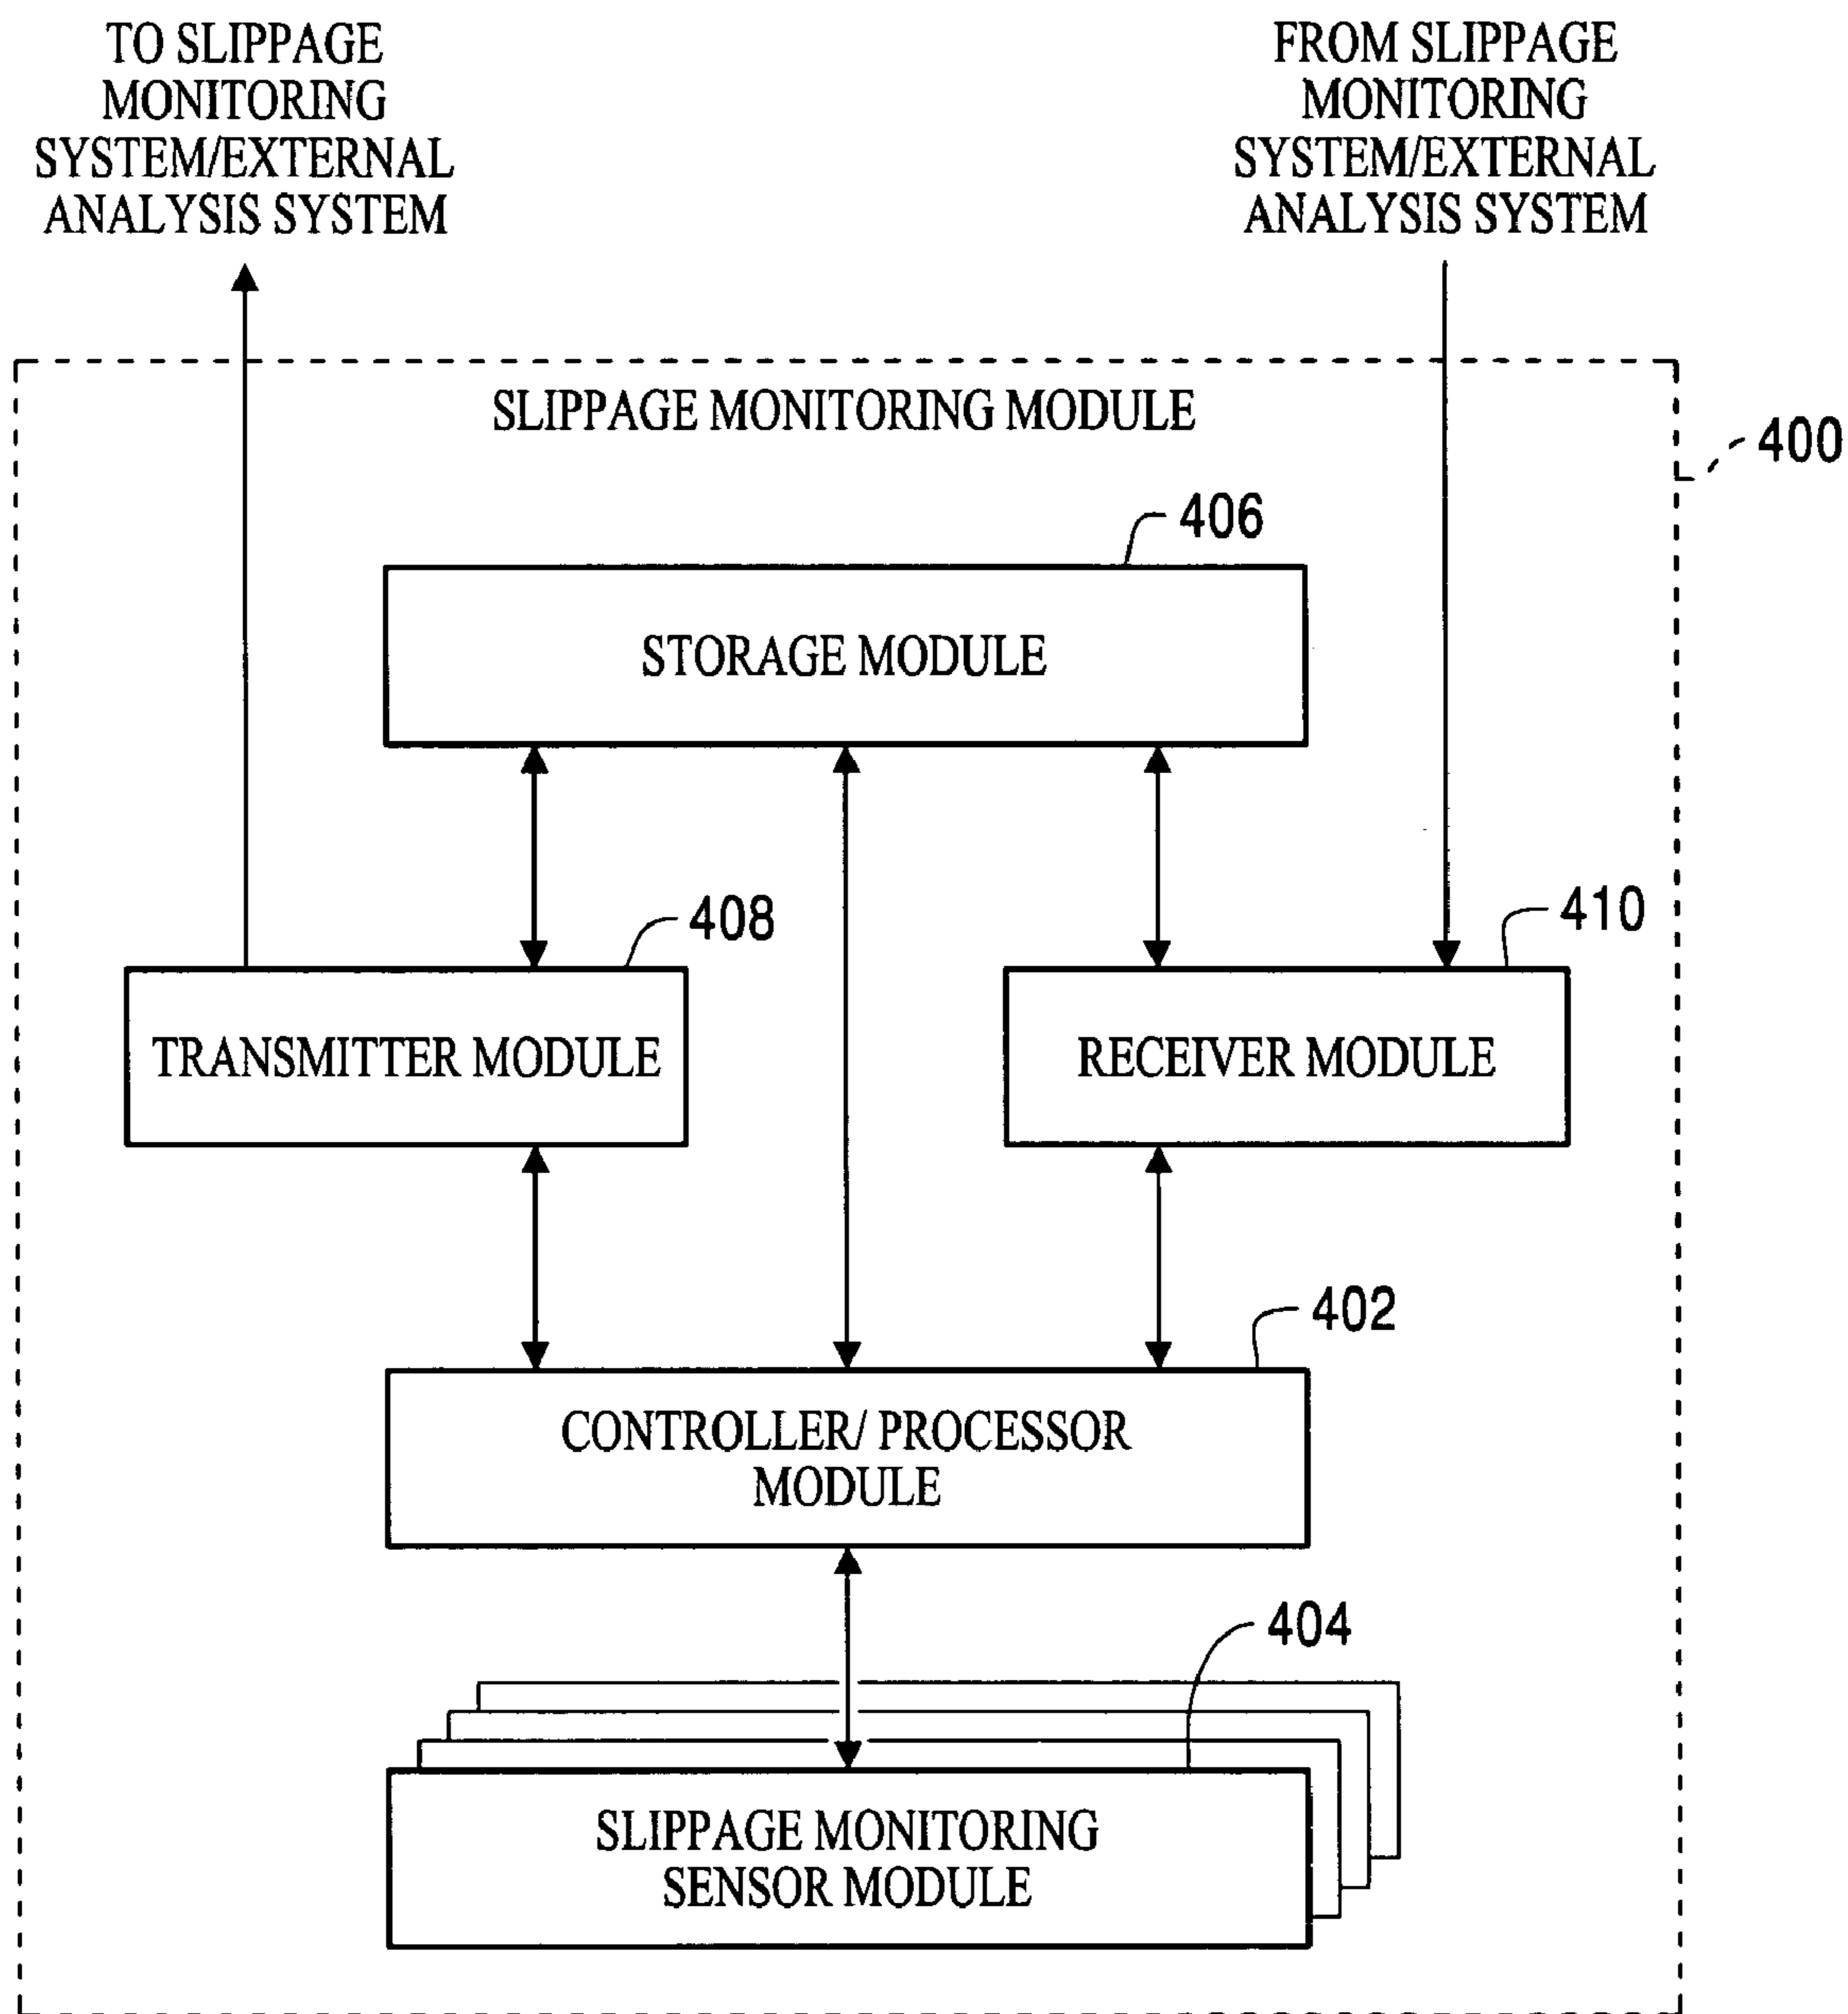 TO SLIPPAGE
MONITORING
SYSTEM/EXTERNAL
ANALYSIS SYSTEM
FROM SLIPPAGE
MONITORING
SYSTEM/EXTERNAL
ANALYSIS SYSTEM
SLIPPAGE MONITORING MODULE
400
406
STORAGE MODULE
408
410
TRANSMITTER MODULE
RECEIVER MODULE
402
CONTROLLER/ PROCESSOR
MODULE
404
SLIPPAGE MONITORING
SENSOR MODULE